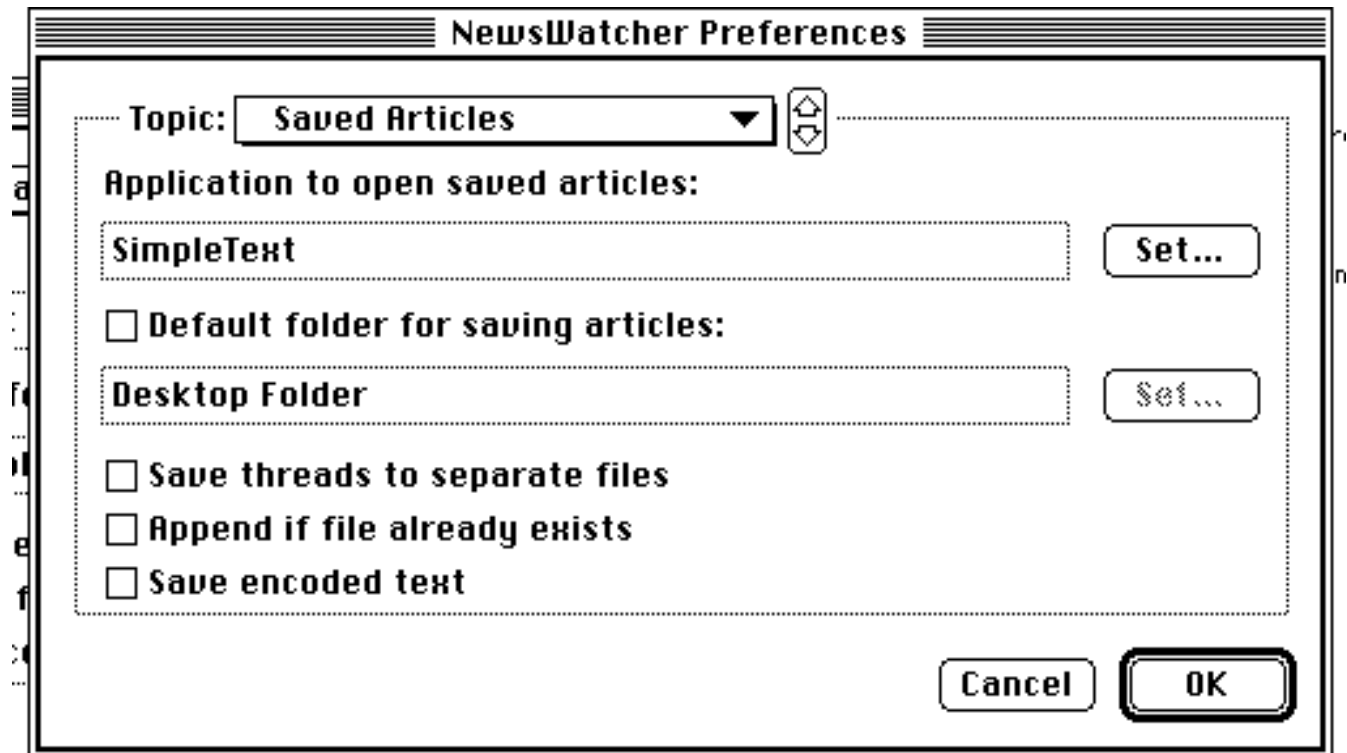 NewsWatcher Preferences
Topic: Saved Articles
Application to open saved articles:
SimpleText
Set...
Default folder for saving articles:
Desktop Folder
Set...
Save threads to separate files
Append if file already exists
Save encoded text
Cancel
OK